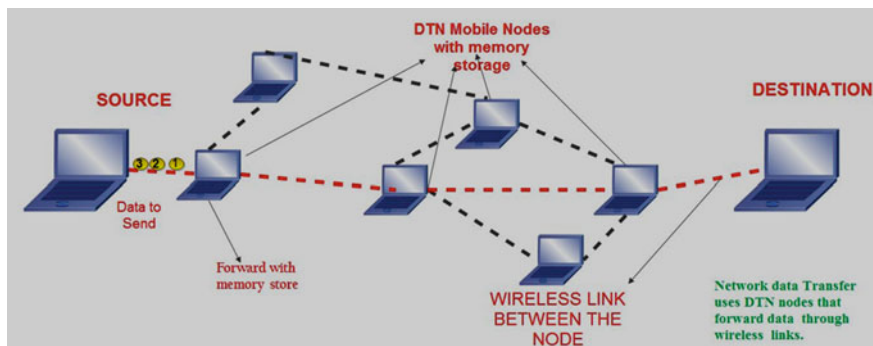 DTN Mobile Nodes
with memory
storage
SOURCE
DESTINATION
3 2 1
Data to
Send
Forward with
memory store
WIRELESS LINK
BETWEEN THE
NODE
Network data Transfer
uses DTN nodes that
forward data through
wireless links.